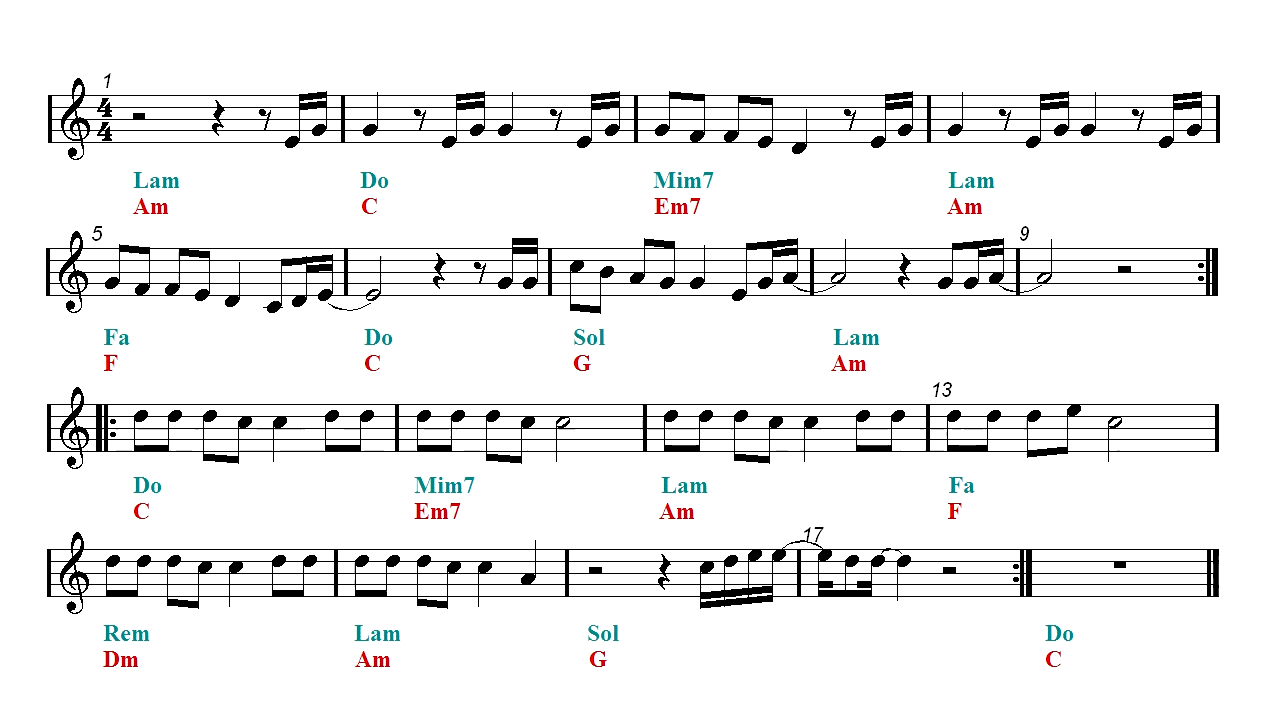 1
4
4
Lam Do Mim7 Lam
Am C Em7 Am
5 9
Fa Do Sol Lam
F C G Am
13
Do Mim7 Lam Fa
C Em7 Am F
17
Rem Lam Sol Do
Dm Am G C